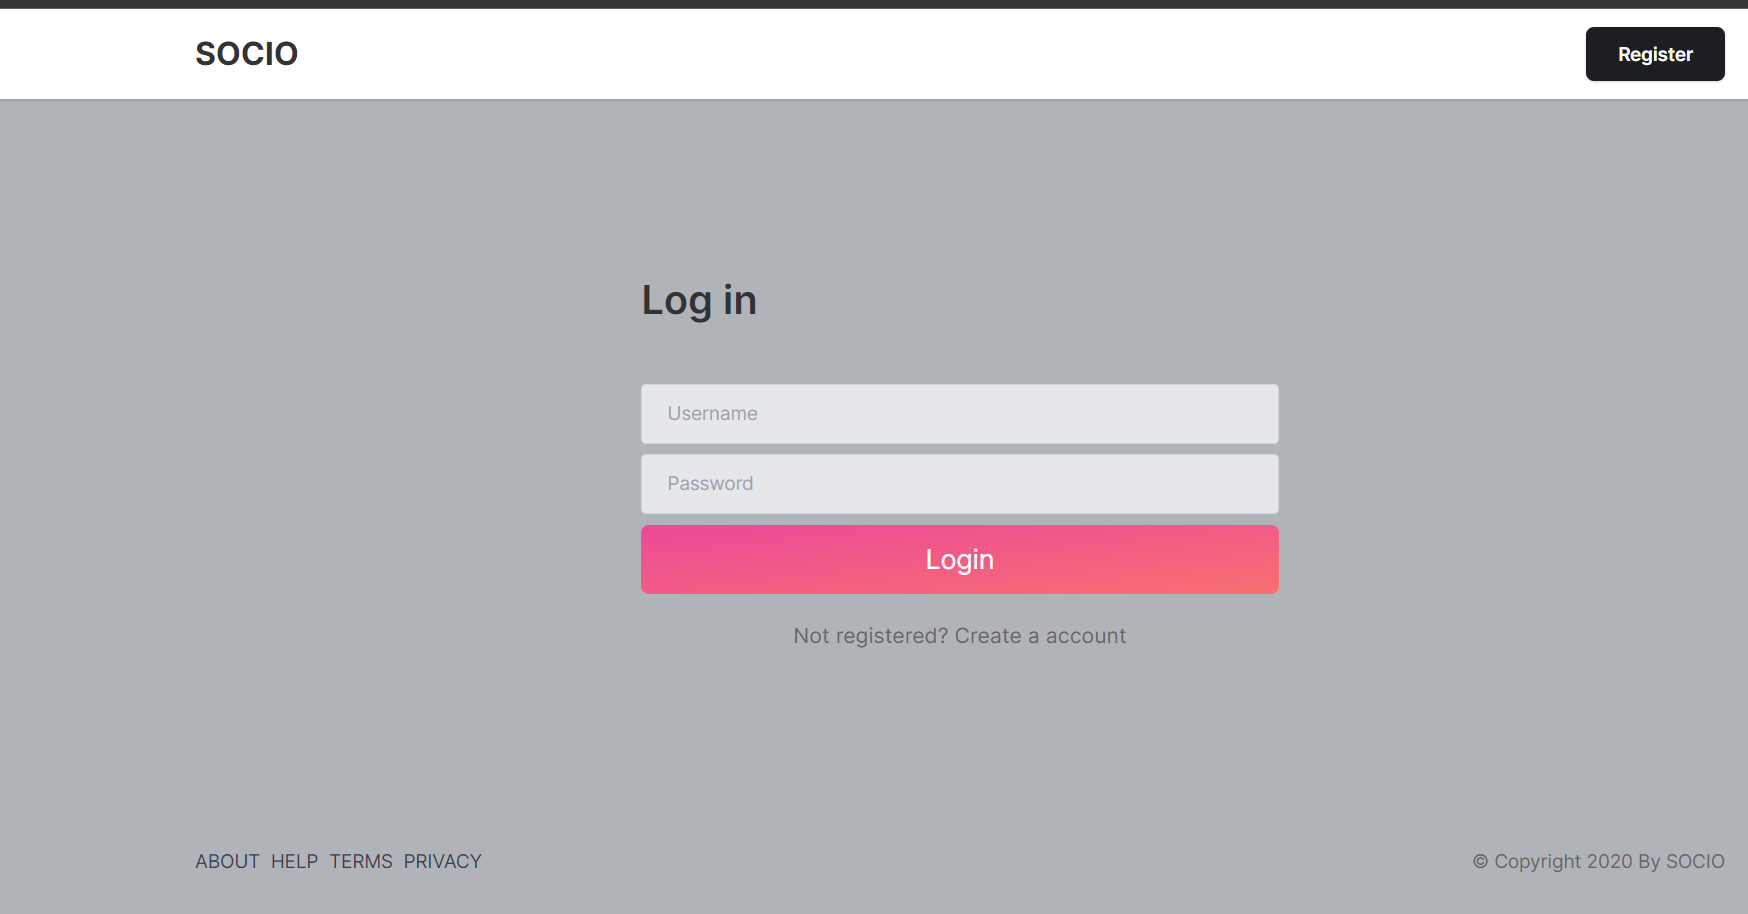 SOCIO
Register
Log in
Username
Password
Login
Not registered? Create a account
ABOUT HELP TERMS PRIVACY
© Copyright 2020 By SOCIO